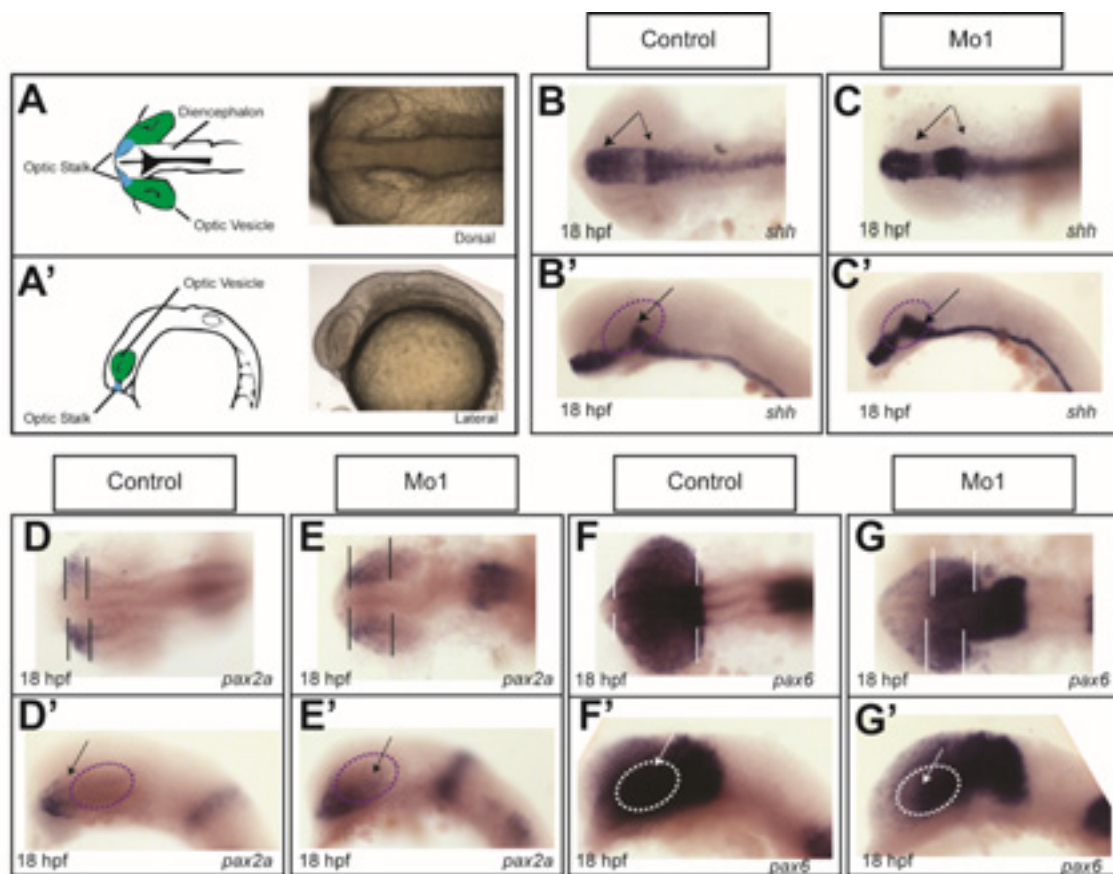 Control
Mo1
A
Diencephalon
Optic Stalk
Optic Vesicle
Dorsal
B
18 hpf
shh
C
18 hpf
shh
A'
Optic Vesicle
Optic Stalk
Lateral
B'
18 hpf
shh
C'
18 hpf
shh
Control
Mo1
Control
Mo1
D
18 hpf
pax2a
E
18 hpf
pax2a
F
18 hpf
pax6
G
18 hpf
pax6
D'
18 hpf
pax2a
E'
18 hpf
pax2a
F'
18 hpf
pax6
G'
18 hpf
pax6